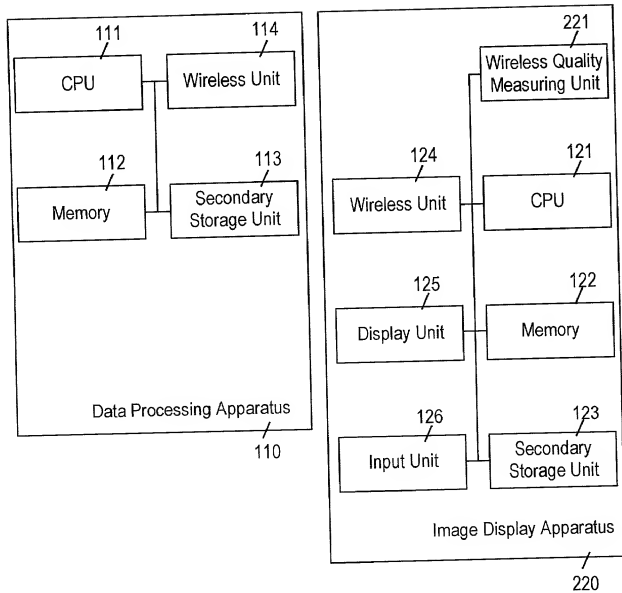 111
114
CPU
Wireless Unit
112
113
Memory
Secondary
Storage Unit
Data Processing Apparatus
110
221
Wireless Quality
Measuring Unit
124
121
Wireless Unit
CPU
125
122
Display Unit
Memory
126
123
Input Unit
Secondary
Storage Unit
Image Display Apparatus
220